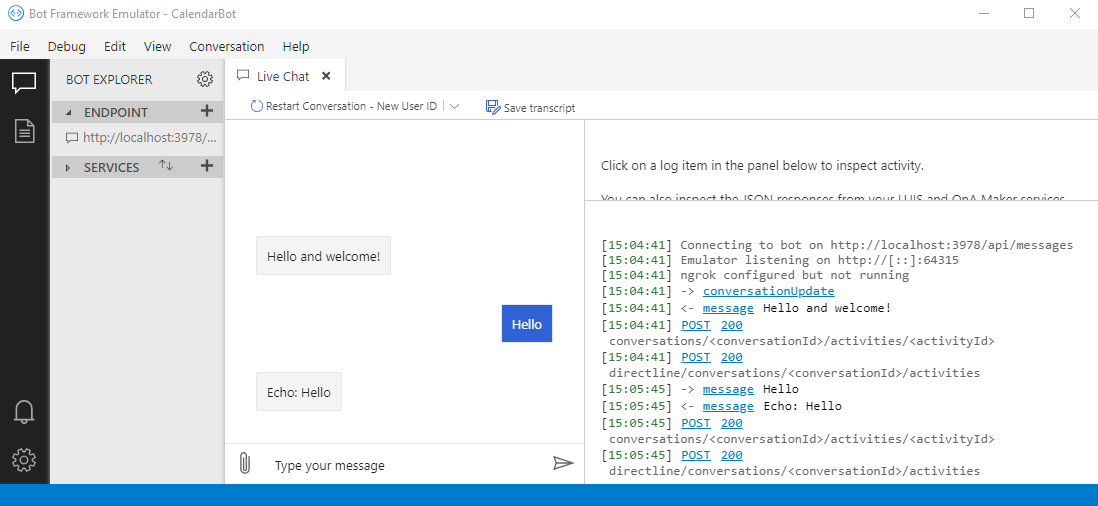 Bot Framework Emulator - CalendarBot
File Debug Edit View Conversation Help
BOT EXPLORER
ENDPOINT
http://localhost:3978/...
SERVICES
Live Chat
Restart Conversation - New User ID
Save transcript
Hello and welcome!
Hello
Echo: Hello
Type your message
Click on a log item in the panel below to inspect activity.
You can also inspect the JSON responses from your LUIS and QnA Maker services
[15:04:41] Connecting to bot on http://localhost:3978/api/messages
[15:04:41] Emulator listening on http://[::]:64315
[15:04:41] ngrok configured but not running
[15:04:41] -> conversationUpdate
[15:04:41] <- message Hello and welcome!
[15:04:41] POST 200
conversations/<conversationId>/activities/<activityId>
[15:04:41] POST 200
directline/conversations/<conversationId>/activities
[15:05:45] -> message Hello
[15:05:45] <- message Echo: Hello
[15:05:45] POST 200
conversations/<conversationId>/activities/<activityId>
[15:05:45] POST 200
directline/conversations/<conversationId>/activities